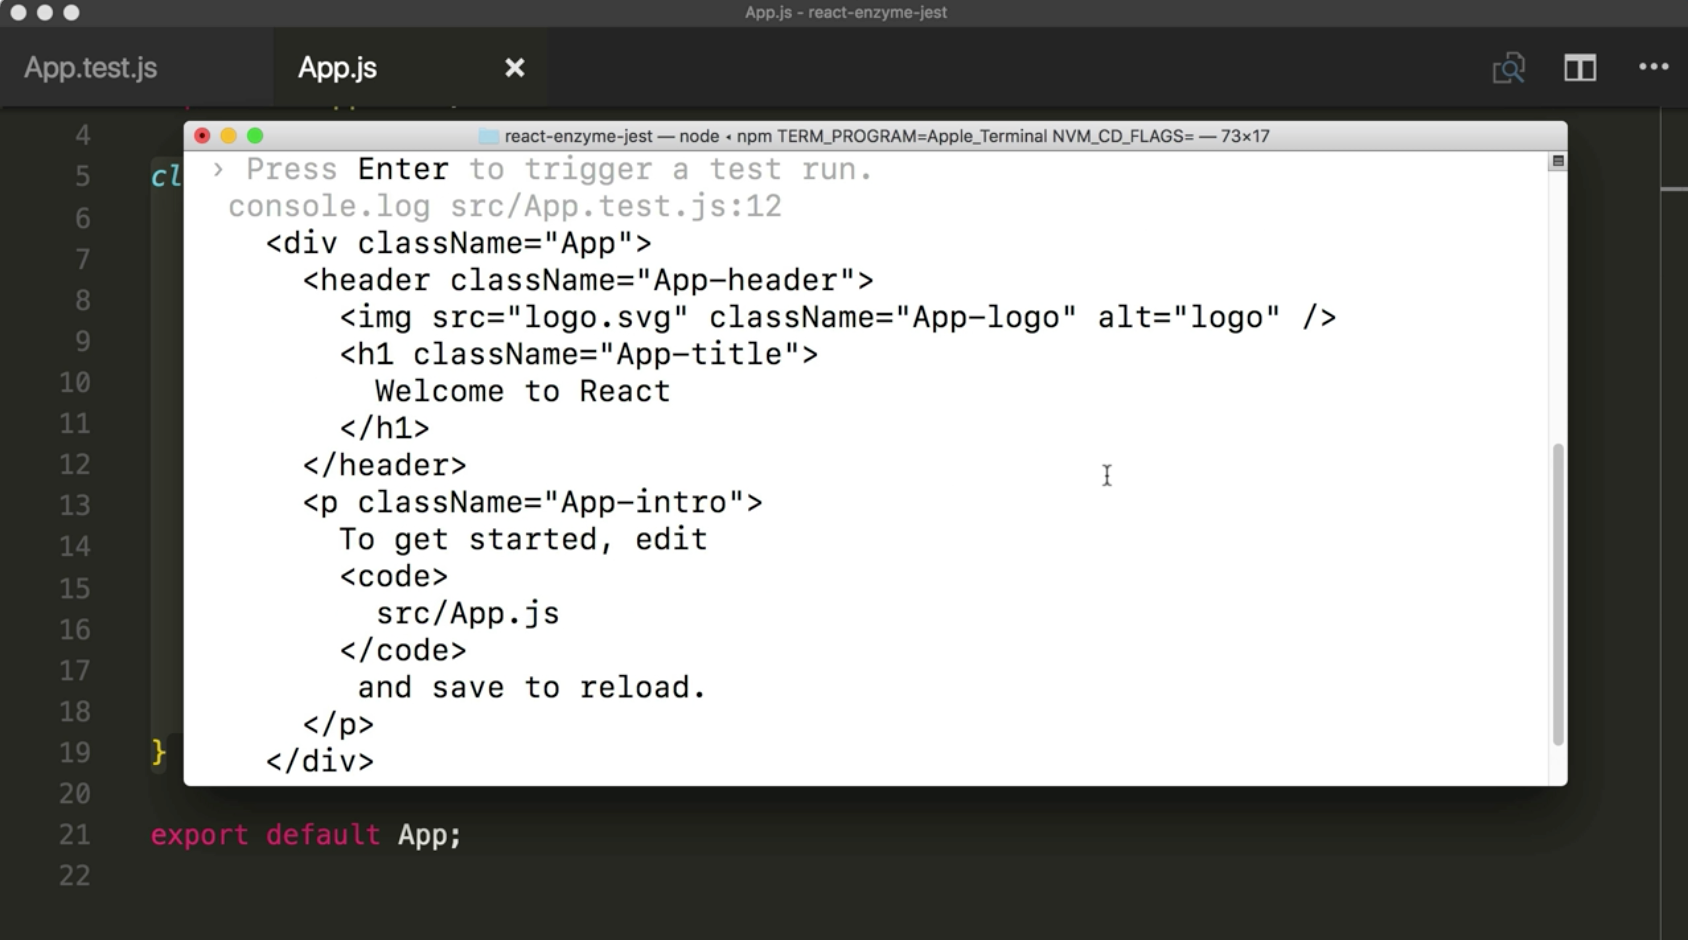 App.js - react-enzyme-jest
App.test.js
App.js
4
5 cl
6
7
8
9
10
11
12
13
14
15
16
17
18
19 }
20
21 export default App;
22
react-enzyme-jest — node ◂ npm TERM_PROGRAM=Apple_Terminal NVM_CD_FLAGS= — 73×17
› Press Enter to trigger a test run.
console.log src/App.test.js:12
<div className="App">
<header className="App-header">
<img src="logo.svg" className="App-logo" alt="logo" />
<h1 className="App-title">
Welcome to React
</h1>
</header>
<p className="App-intro">
To get started, edit
<code>
src/App.js
</code>
and save to reload.
</p>
</div>